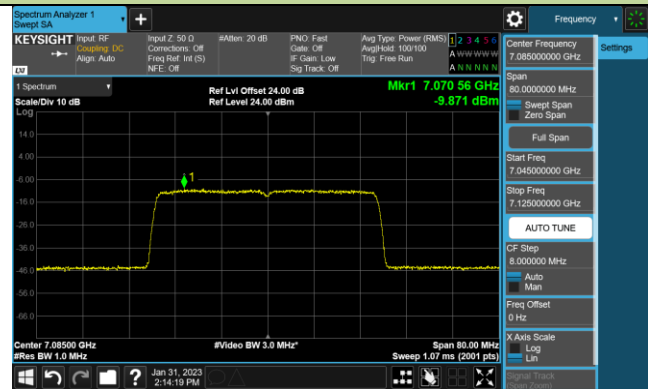 Spectrum Analyzer 1
Swept SA
Frequency
KEYSIGHT
Input: RF
Coupling: DC
Align: Auto
Input Z: 50 Ω
Corrections: Off
Freq Ref: Int (S)
NFE: Off
#Atten: 20 dB
PNO: Fast
Gate: Off
IF Gain: Low
Sig Track: Off
Avg Type: Power (RMS)
Avg|Hold: 100/100
Trig: Free Run
1 2 3 4 5 6
A W W W W W
A N N N N N
LXI
1 Spectrum
Scale/Div 10 dB
Log
Ref Lvl Offset 24.00 dB
Ref Level 24.00 dBm
Mkr1 7.070 56 GHz
-9.871 dBm
14.0
4.00
-6.00
-16.0
-26.0
-36.0
-46.0
-56.0
-66.0
1
Center 7.08500 GHz
#Res BW 1.0 MHz
#Video BW 3.0 MHz*
Span 80.00 MHz
Sweep 1.07 ms (2001 pts)
Center Frequency
7.085000000 GHz
Settings
Span
80.0000000 MHz
Swept Span
Zero Span
Full Span
Start Freq
7.045000000 GHz
Stop Freq
7.125000000 GHz
AUTO TUNE
CF Step
8.000000 MHz
Auto
Man
Freq Offset
0 Hz
X Axis Scale
Log
Lin
Signal Track
(Span Zoom)
?
Jan 31, 2023
2:14:19 PM